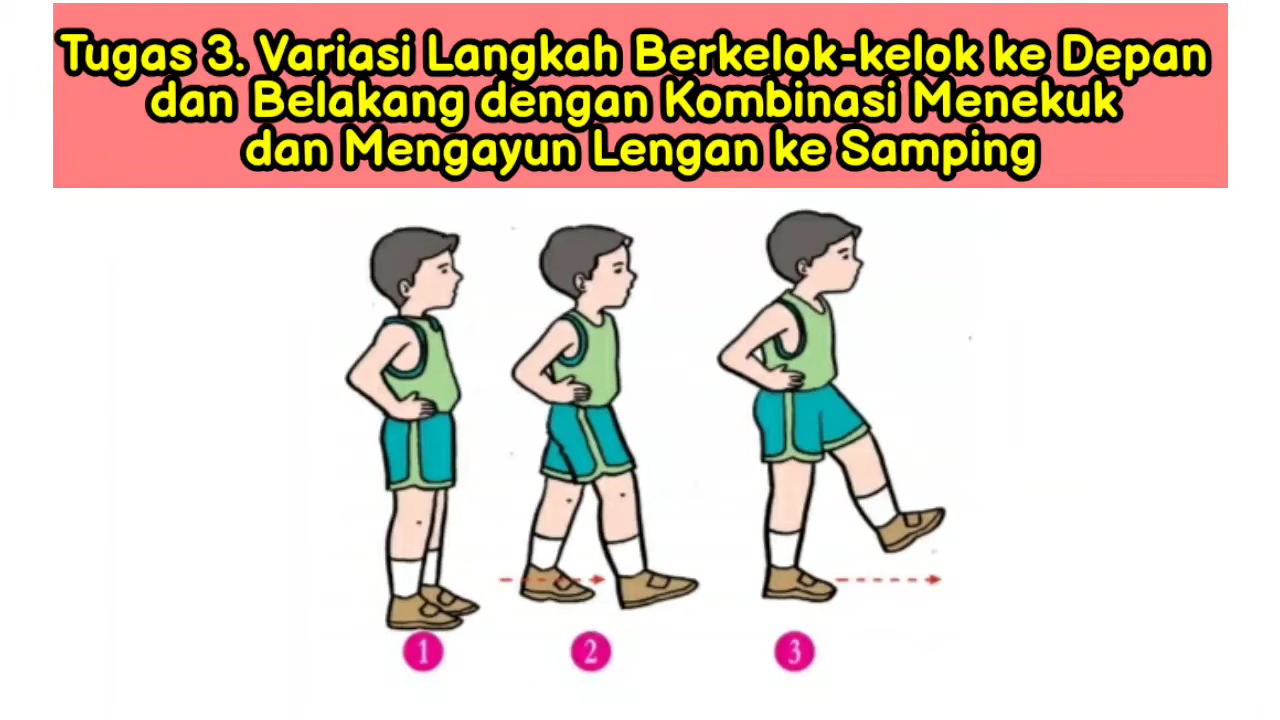 Tugas 3. Variasi Langkah Berkelok-kelok ke Depan
dan Belakang dengan Kombinasi Menekuk
dan Mengayun Lengan ke Samping
1 2 3